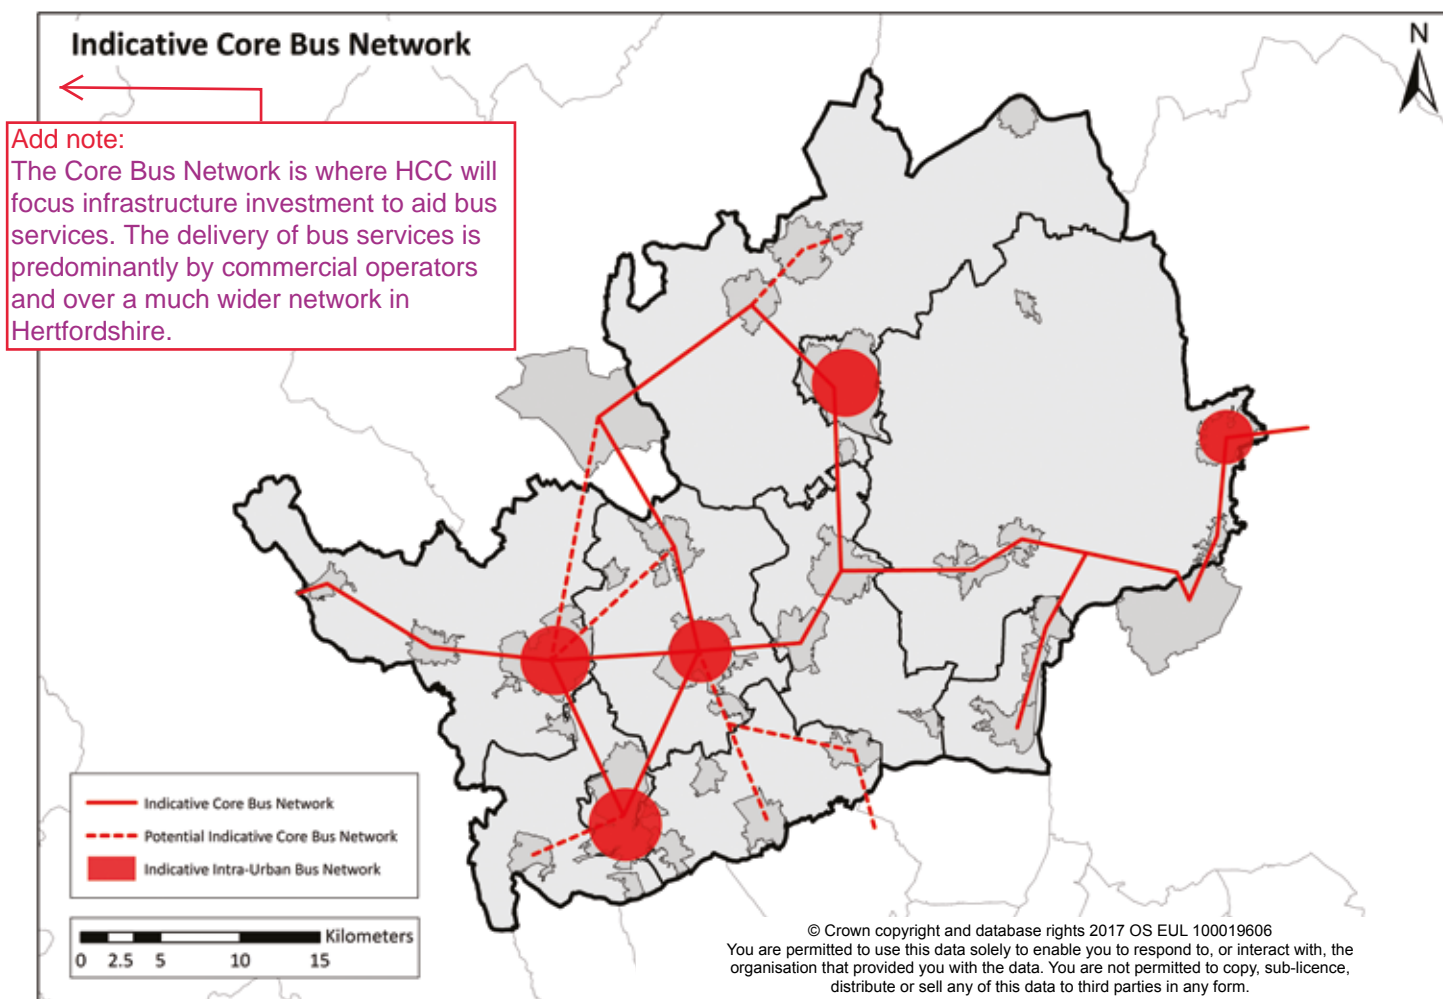 Indicative Core Bus Network
N
Add note:
The Core Bus Network is where HCC will
focus infrastructure investment to aid bus
services. The delivery of bus services is
predominantly by commercial operators
and over a much wider network in
Hertfordshire.
Indicative Core Bus Network
Potential Indicative Core Bus Network
Indicative Intra-Urban Bus Network
Kilometers
0 2.5 5 10 15
© Crown copyright and database rights 2017 OS EUL 100019606
You are permitted to use this data solely to enable you to respond to, or interact with, the
organisation that provided you with the data. You are not permitted to copy, sub-licence,
distribute or sell any of this data to third parties in any form.